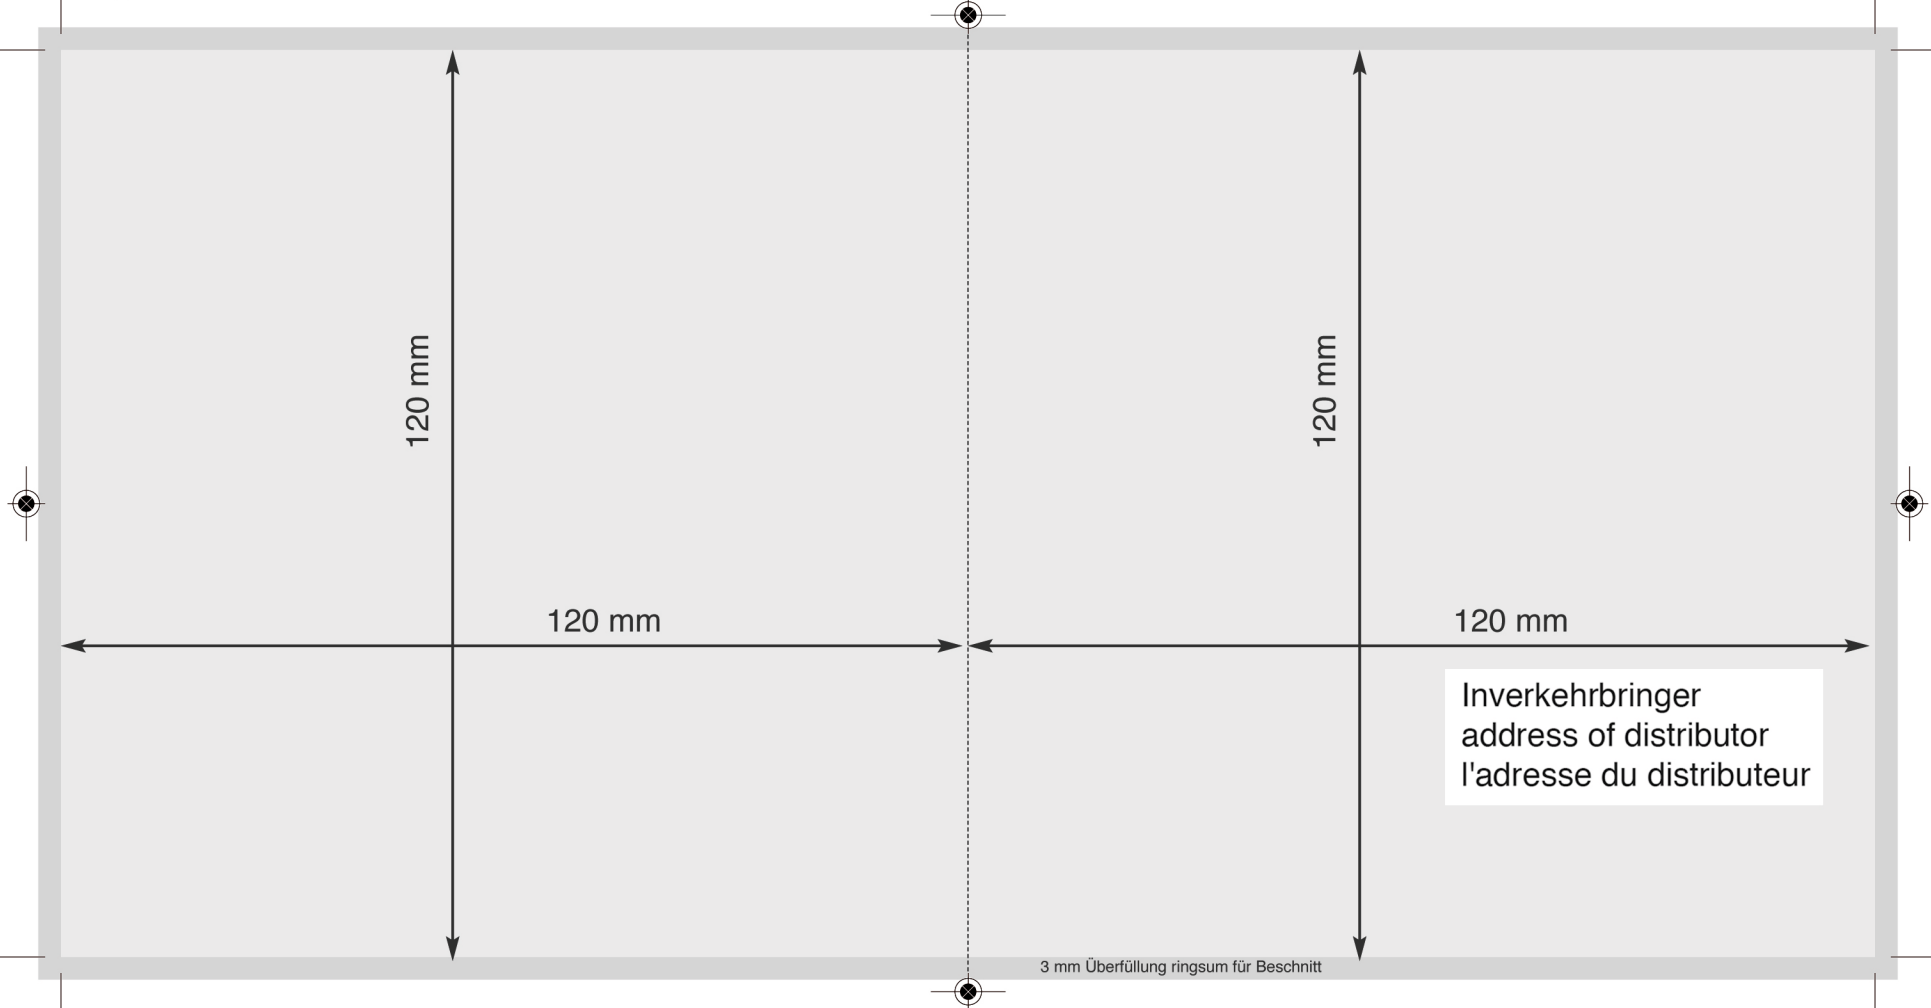 120 mm
120 mm
120 mm
120 mm
Inverkehrbringer
address of distributor
l'adresse du distributeur
3 mm Überfüllung ringsum für Beschnitt